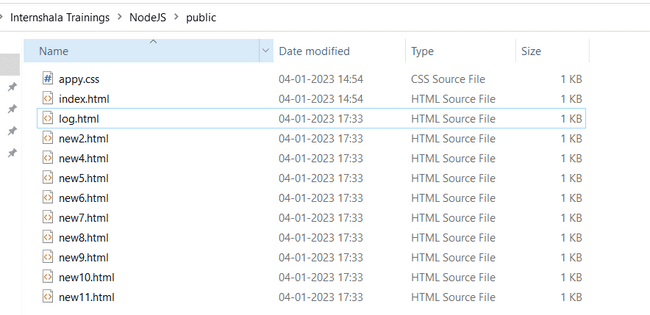 Internshala Trainings > NodeJS > public
Name Date modified Type Size
appy.css 04-01-2023 14:54 CSS Source File 1 KB
index.html 04-01-2023 14:54 HTML Source File 1 KB
log.html 04-01-2023 17:33 HTML Source File 1 KB
new2.html 04-01-2023 17:33 HTML Source File 1 KB
new4.html 04-01-2023 17:33 HTML Source File 1 KB
new5.html 04-01-2023 17:33 HTML Source File 1 KB
new6.html 04-01-2023 17:33 HTML Source File 1 KB
new7.html 04-01-2023 17:33 HTML Source File 1 KB
new8.html 04-01-2023 17:33 HTML Source File 1 KB
new9.html 04-01-2023 17:33 HTML Source File 1 KB
new10.html 04-01-2023 17:33 HTML Source File 1 KB
new11.html 04-01-2023 17:33 HTML Source File 1 KB